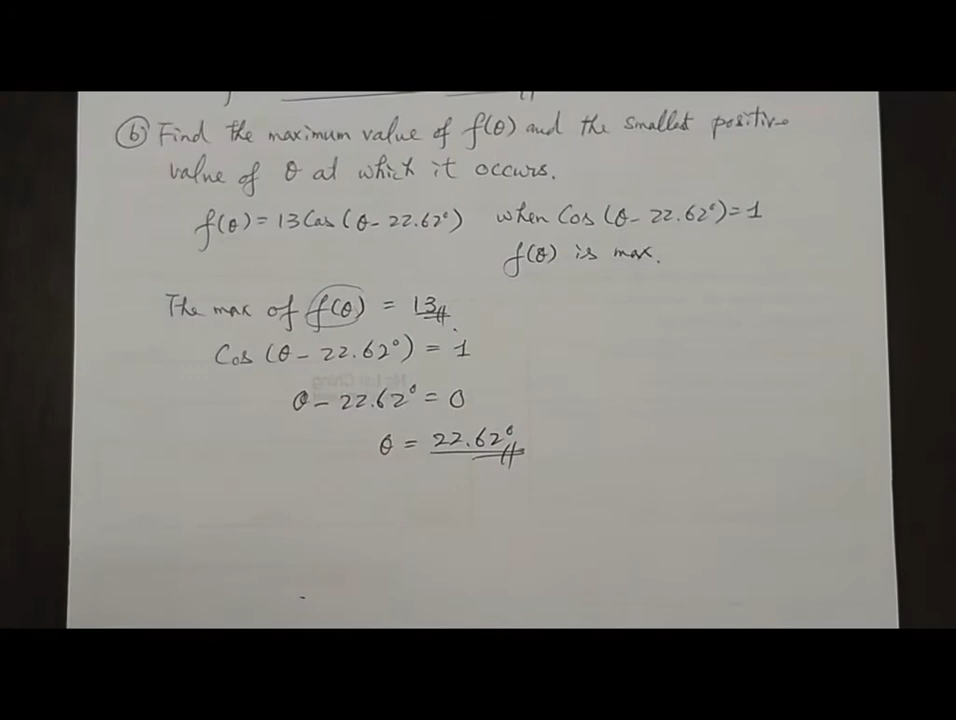 (b) Find the maximum value of f(θ) and the smallest positive
value of θ at which it occurs.
f(θ) = 13 Cos (θ - 22.62°) when Cos (θ - 22.62°) = 1
f(θ) is max.
The max of f(θ) = 13
Cos (θ - 22.62°) = 1
θ - 22.62° = 0
θ = 22.62°